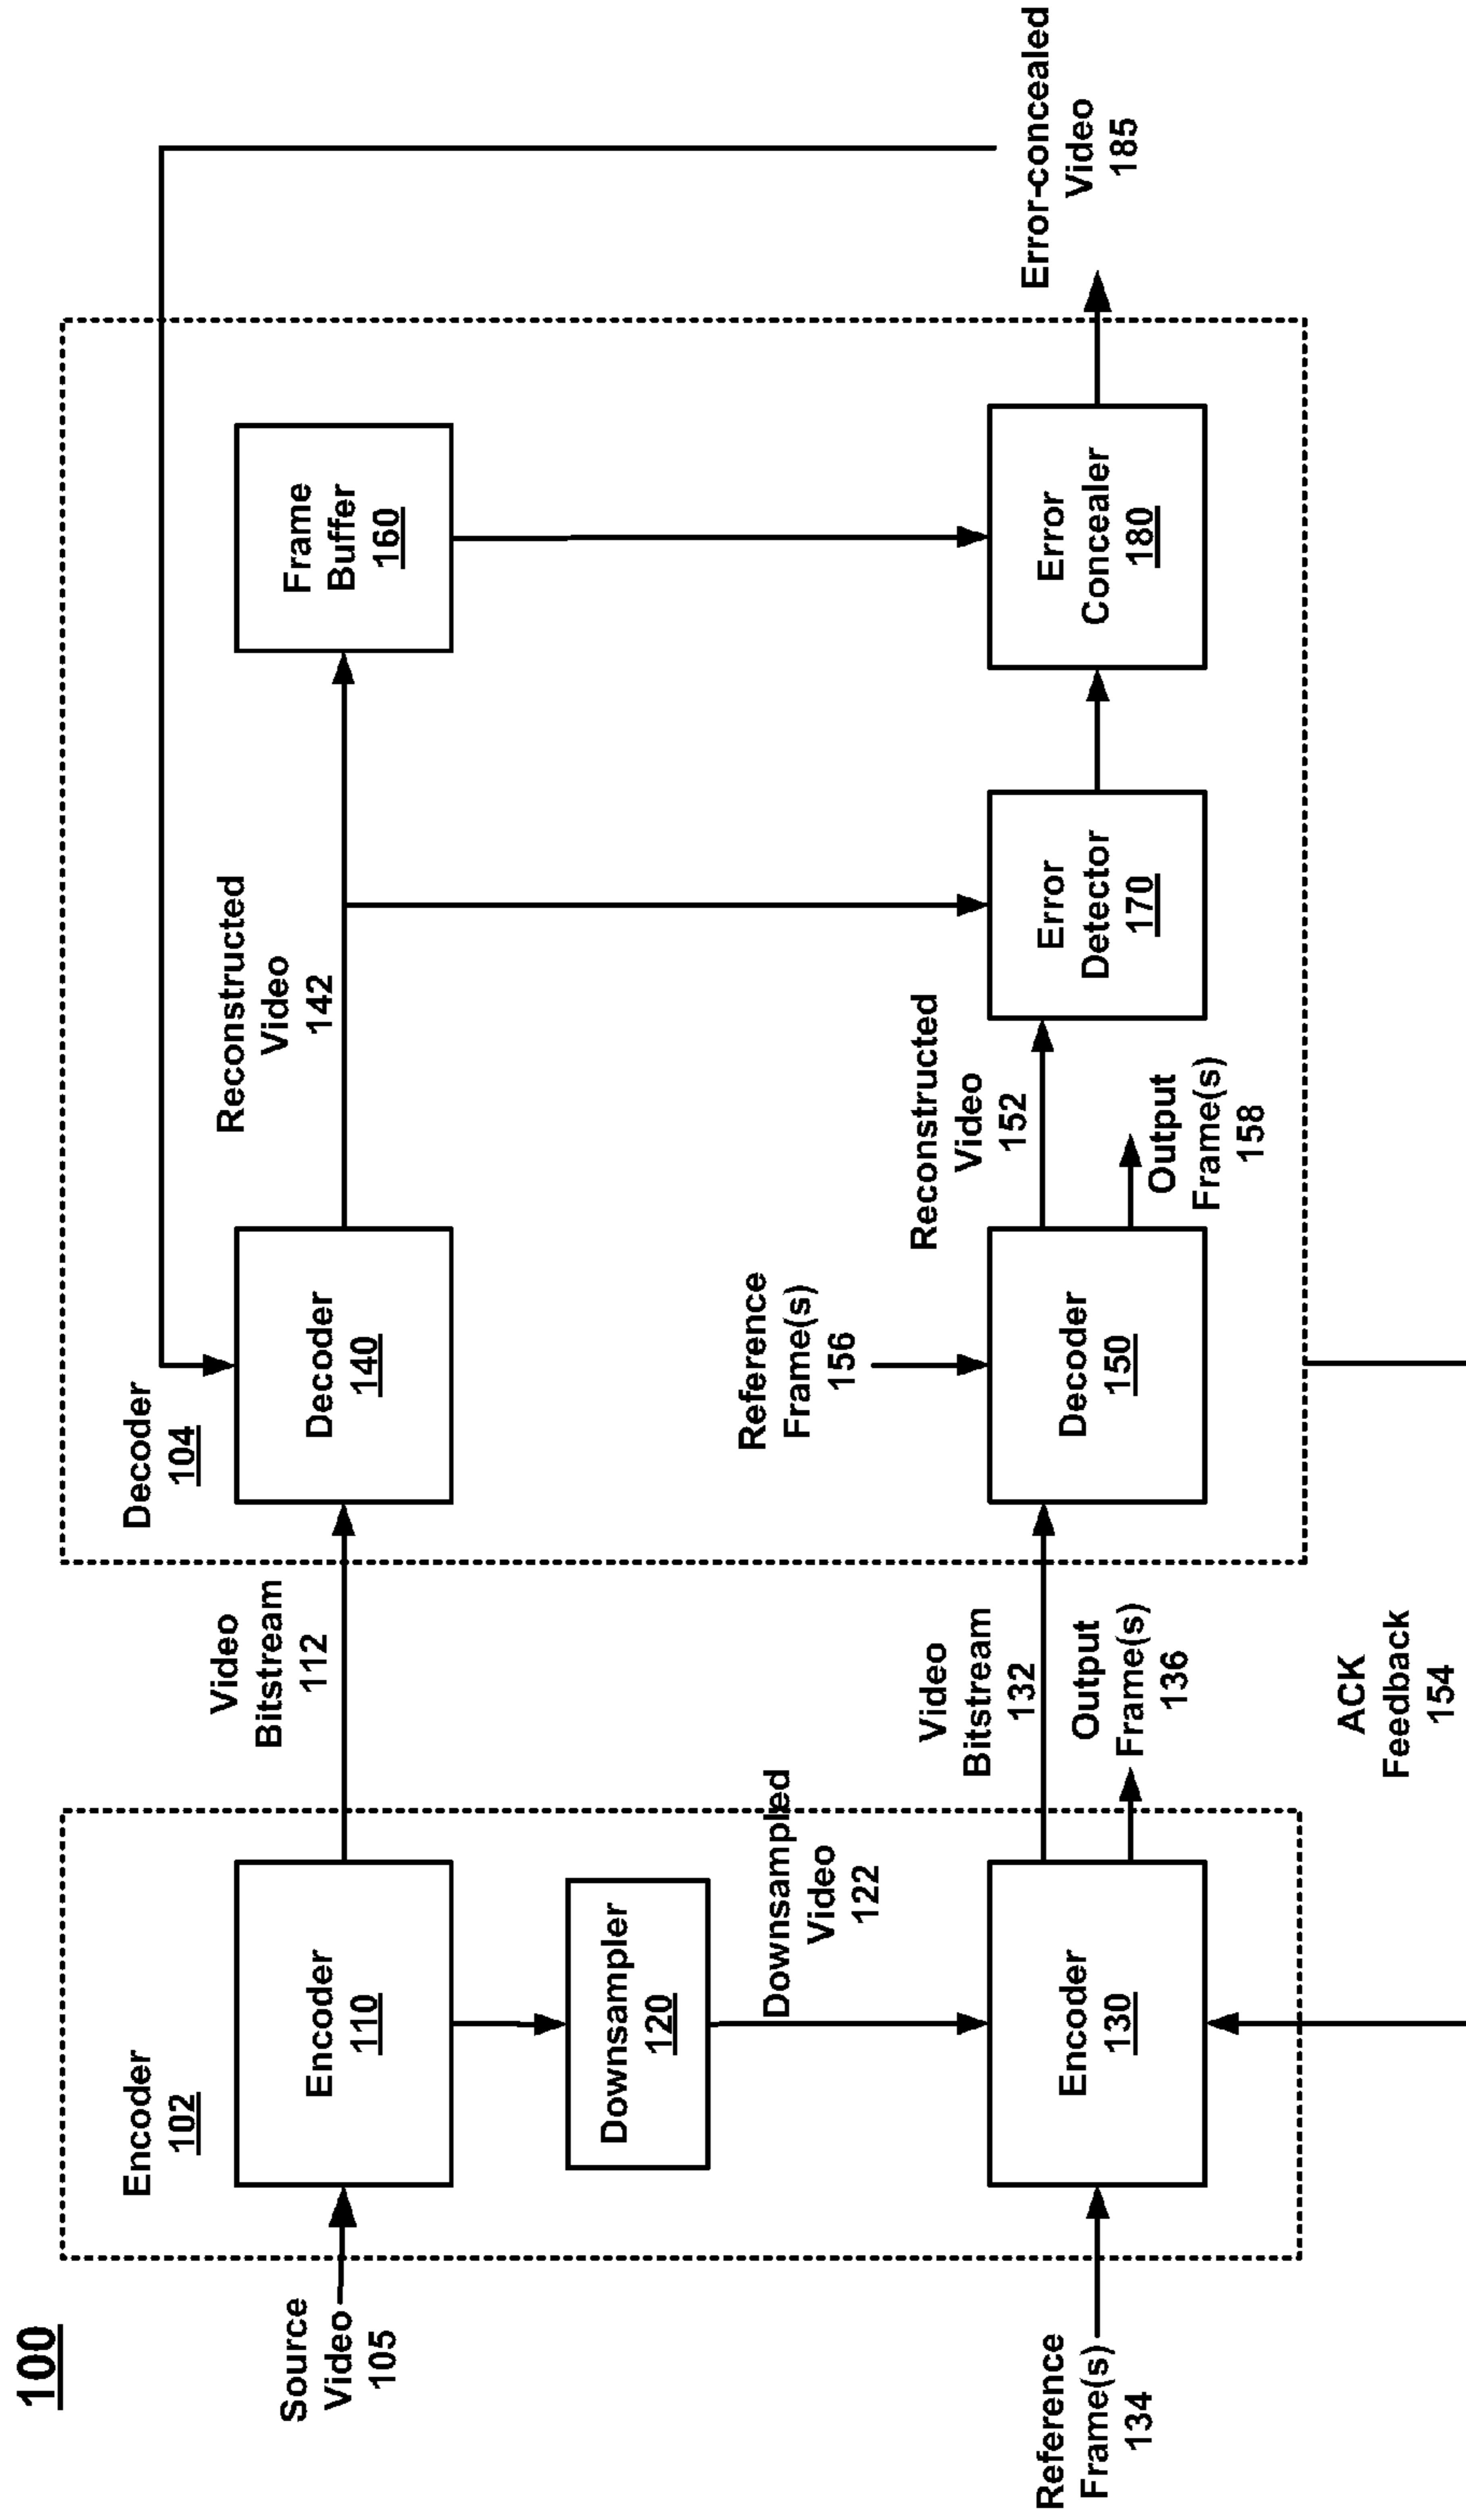 100
Encoder
102
Source
Video
105
Encoder
110
Downsampler
120
Downsampled
Video
122
Reference
Frame(s)
134
Encoder
130
Video
Bitstream
112
Video
Bitstream
132
Output
Frame(s)
136
ACK
Feedback
154
Decoder
104
Decoder
140
Reconstructed
Video
142
Frame
Buffer
160
Reference
Frame(s)
156
Decoder
150
Reconstructed
Video
152
Output
Frame(s)
158
Error
Detector
170
Error
Concealer
180
Error-concealed
Video
185